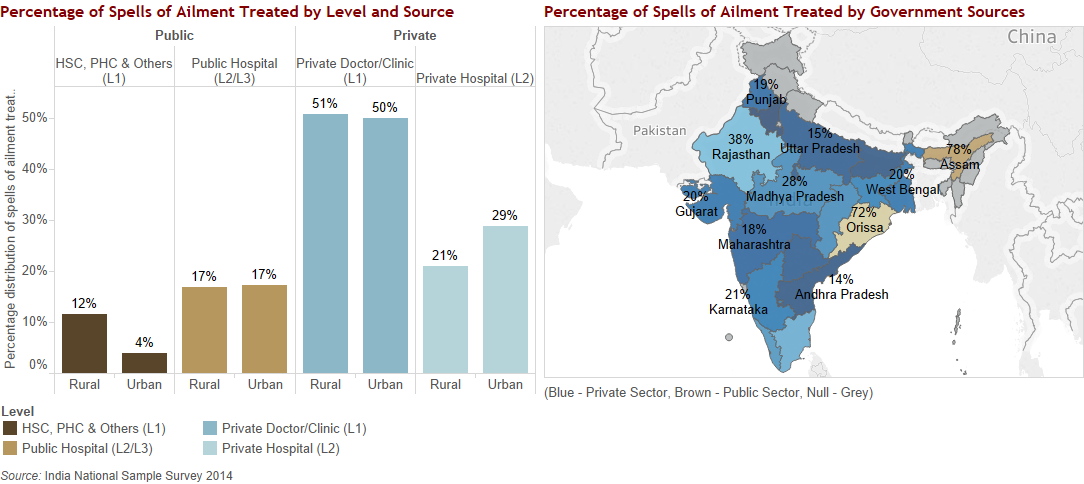 Percentage of Spells of Ailment Treated by Level and Source
Public
Private
HSC, PHC & Others
(L1)
Public Hospital
(L2/L3)
Private Doctor/Clinic
(L1)
Private Hospital (L2)
Percentage distribution of spells of ailment treat..
50%
40%
30%
20%
10%
0%
12%
4%
17%
17%
51%
50%
21%
29%
Rural
Urban
Rural
Urban
Rural
Urban
Rural
Urban
Level
HSC, PHC & Others (L1)
Public Hospital (L2/L3)
Private Doctor/Clinic (L1)
Private Hospital (L2)
Source: India National Sample Survey 2014
Percentage of Spells of Ailment Treated by Government Sources
China
Pakistan
19%
Punjab
38%
Rajasthan
15%
Uttar Pradesh
78%
Assam
20%
West Bengal
28%
Madhya Pradesh
20%
Gujarat
72%
Orissa
18%
Maharashtra
14%
Andhra Pradesh
21%
Karnataka
(Blue - Private Sector, Brown - Public Sector, Null - Grey)